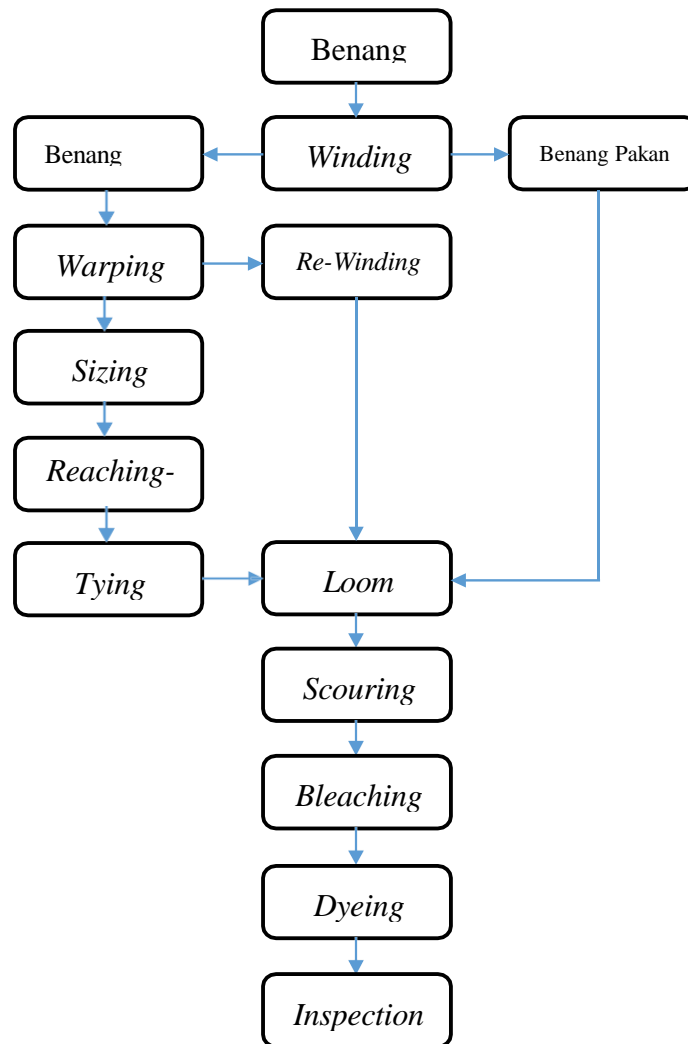 Benang
Benang
Winding
Benang Pakan
Warping
Re-Winding
Sizing
Reaching-
Tying
Loom
Scouring
Bleaching
Dyeing
Inspection